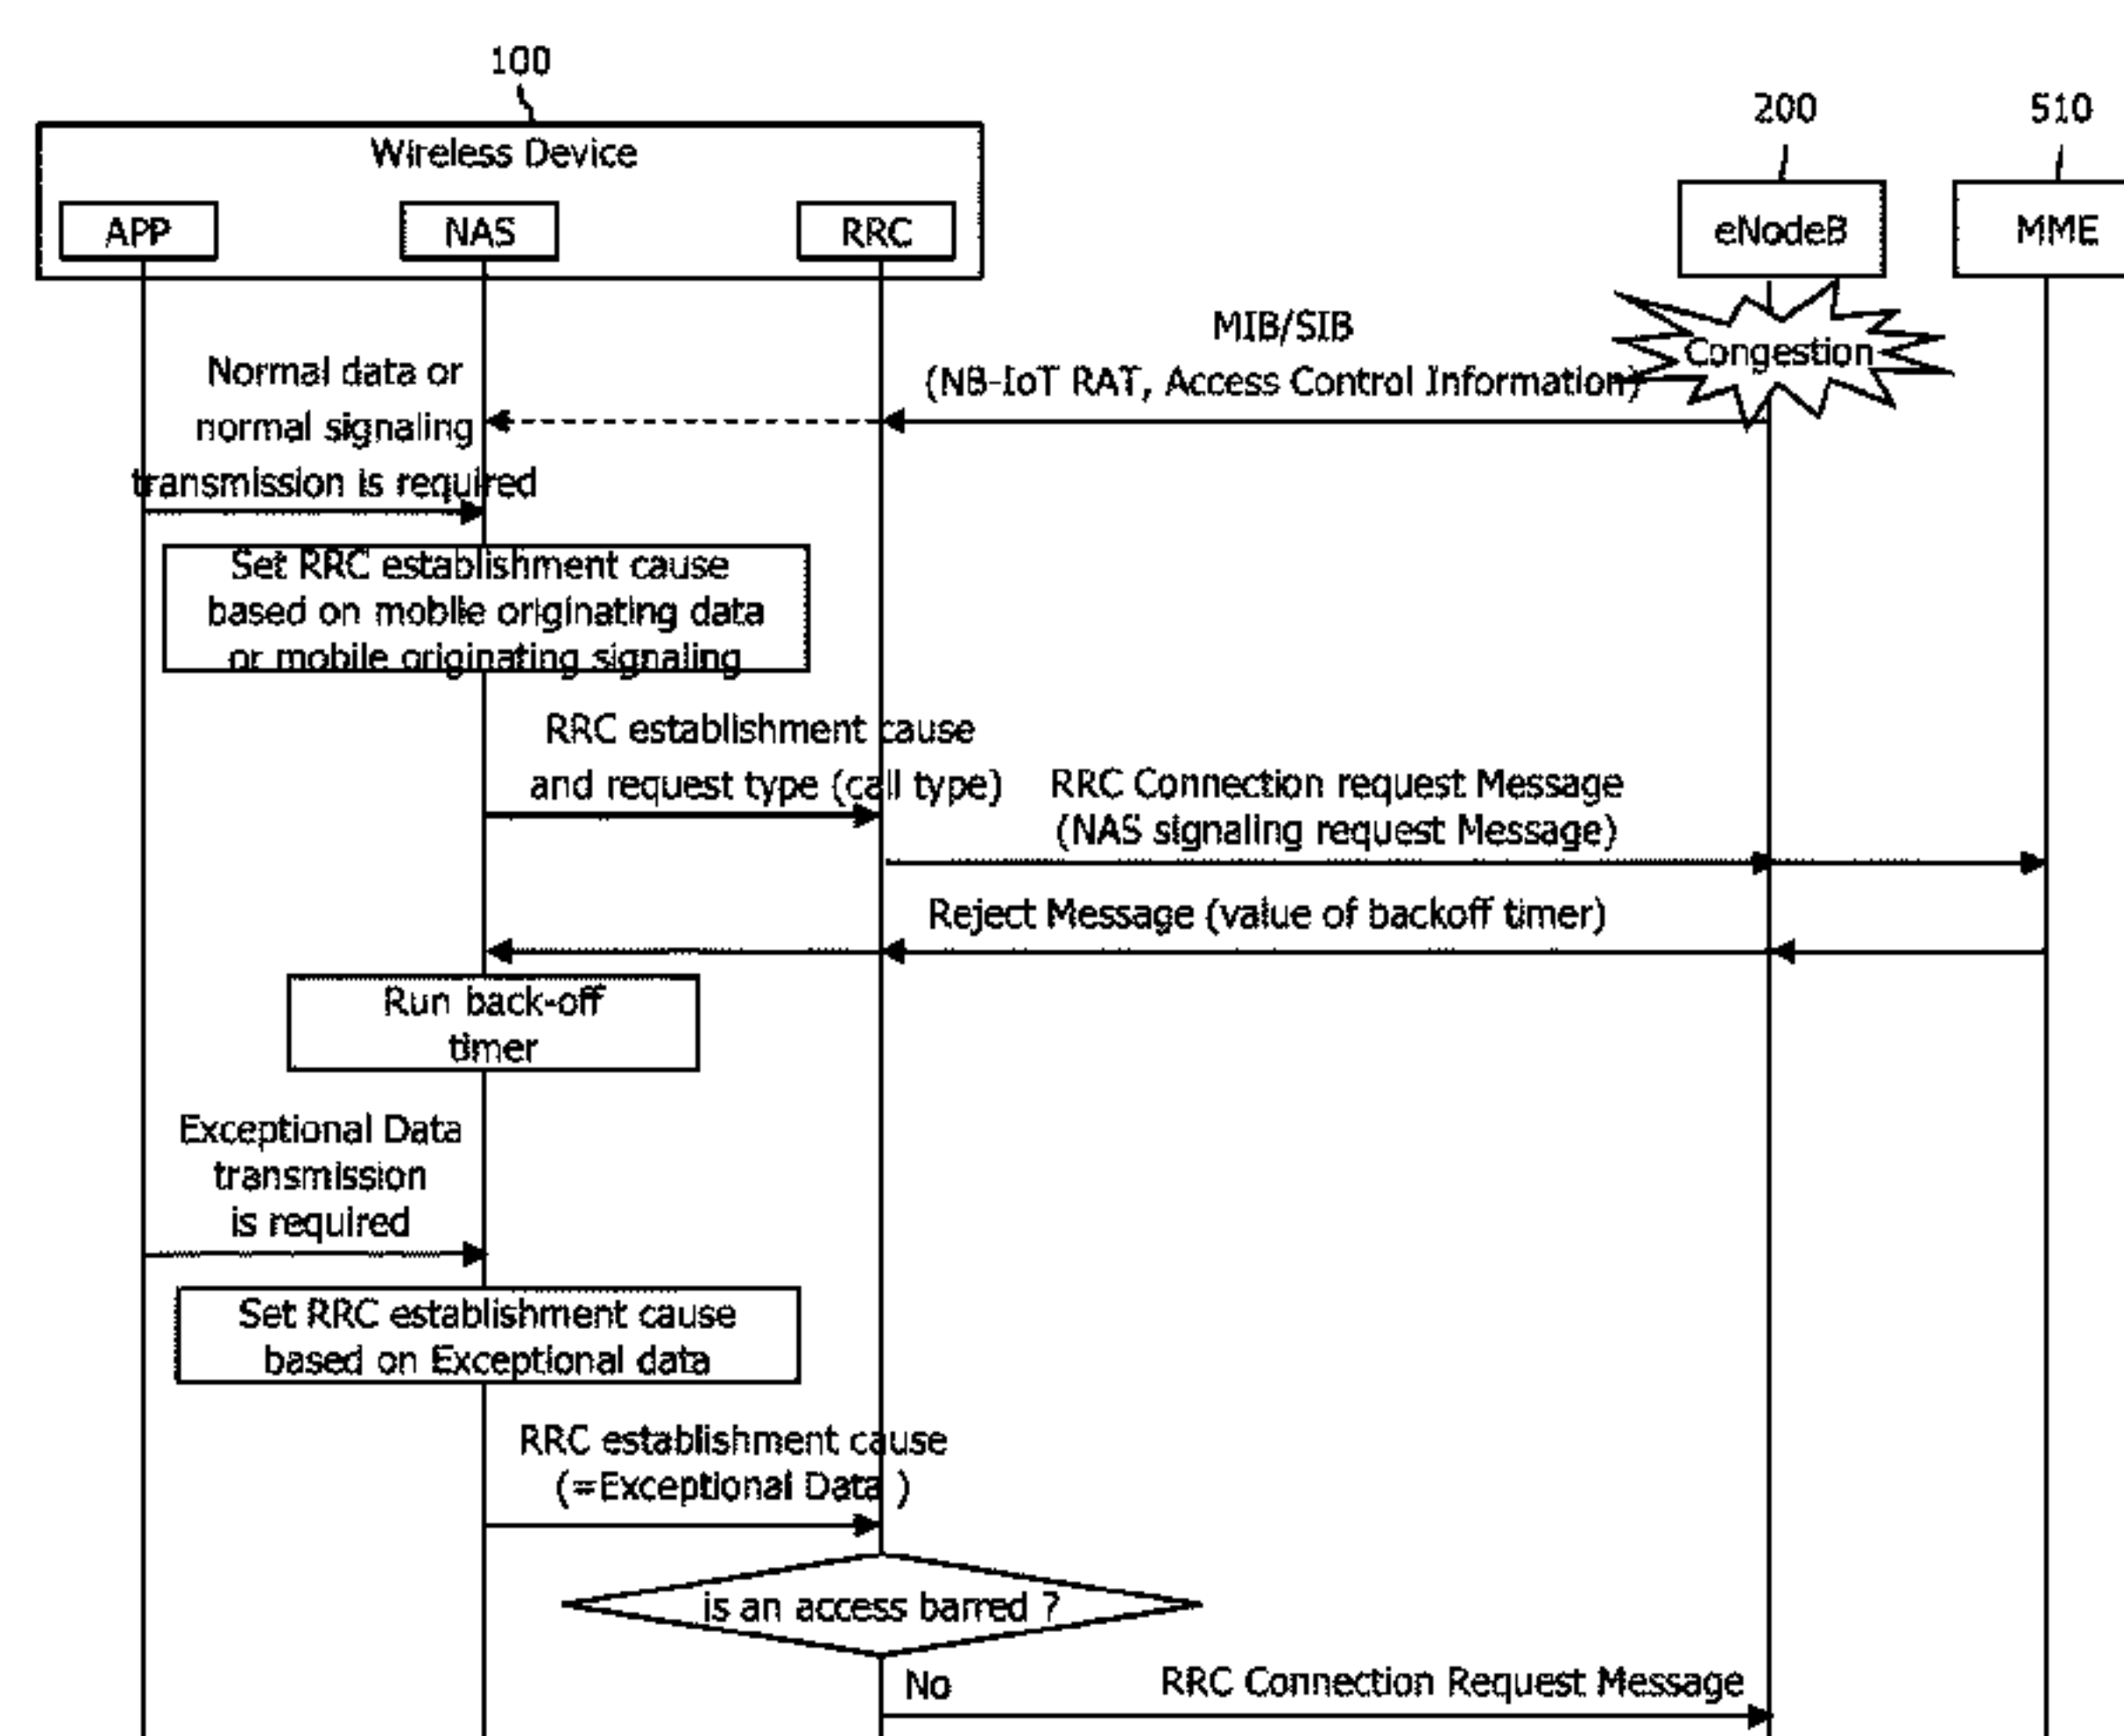 100
200
510
Wireless Device
APP
NAS
RRC
eNodeB
MME
MIB/SIB
(NB-IoT RAT, Access Control Information)
Congestion
Normal data or
normal signaling
transmission is required
Set RRC establishment cause
based on mobile originating data
or mobile originating signaling
RRC establishment cause
and request type (call type)
RRC Connection request Message
(NAS signaling request Message)
Reject Message (value of backoff timer)
Run back-off
timer
Exceptional Data
transmission
is required
Set RRC establishment cause
based on Exceptional data
RRC establishment cause
(=Exceptional Data )
is an access barred ?
No
RRC Connection Request Message